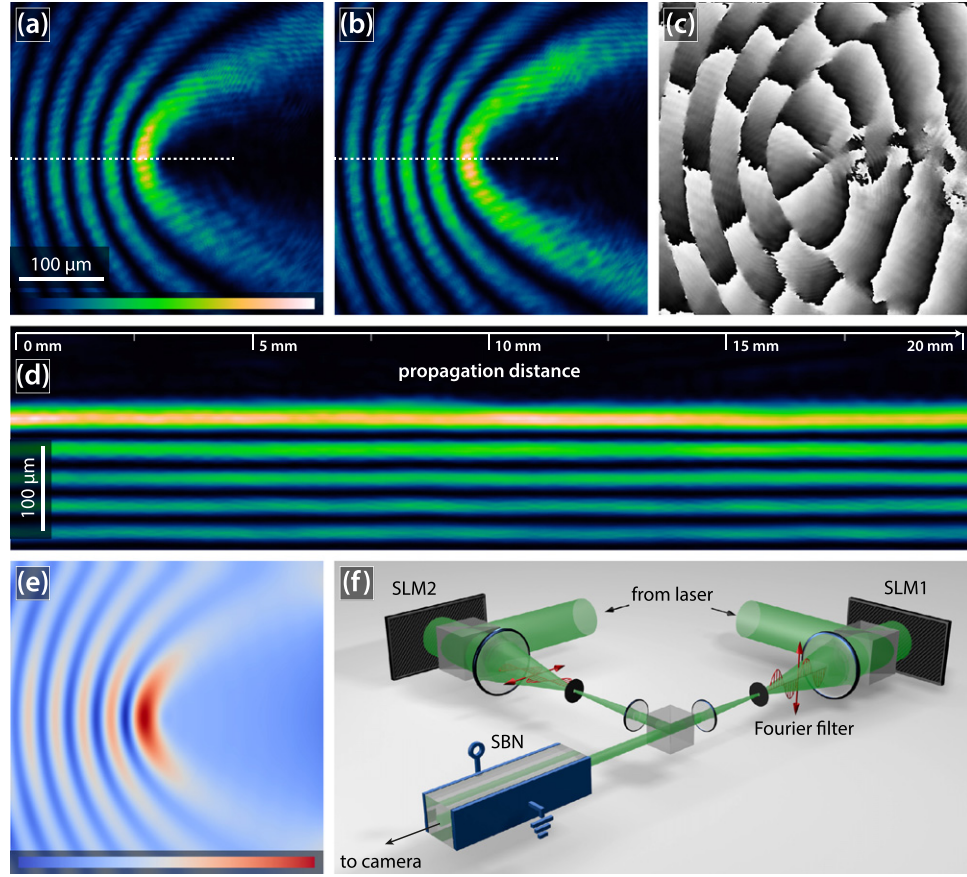 (a)
(b)
(c)
100 µm
0 mm
5 mm
10 mm
15 mm
20 mm
(d)
propagation distance
100 µm
(e)
(f)
SLM2
from laser
SLM1
Fourier filter
SBN
to camera